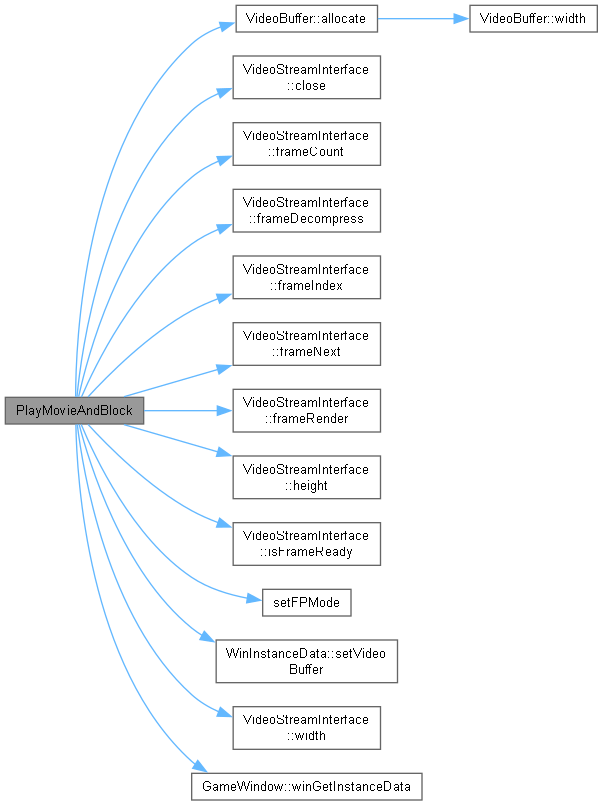 VideoBuffer::allocate
VideoBuffer::width
VideoStreamInterface
::close
VideoStreamInterface
::frameCount
VideoStreamInterface
::frameDecompress
VideoStreamInterface
::frameIndex
VideoStreamInterface
::frameNext
PlayMovieAndBlock
VideoStreamInterface
::frameRender
VideoStreamInterface
::height
VideoStreamInterface
::isFrameReady
setFPMode
WinInstanceData::setVideo
Buffer
VideoStreamInterface
::width
GameWindow::winGetInstanceData